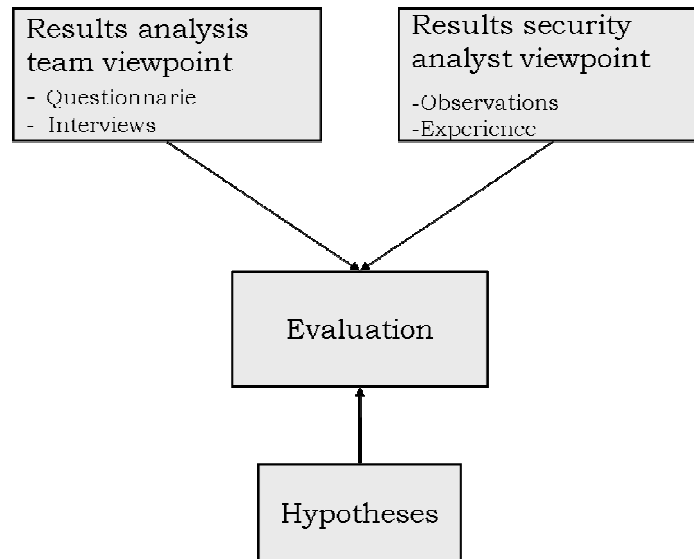 Results analysis
team viewpoint
- Questionnarie
- Interviews
Results security
analyst viewpoint
-Observations
-Experience
Evaluation
Hypotheses